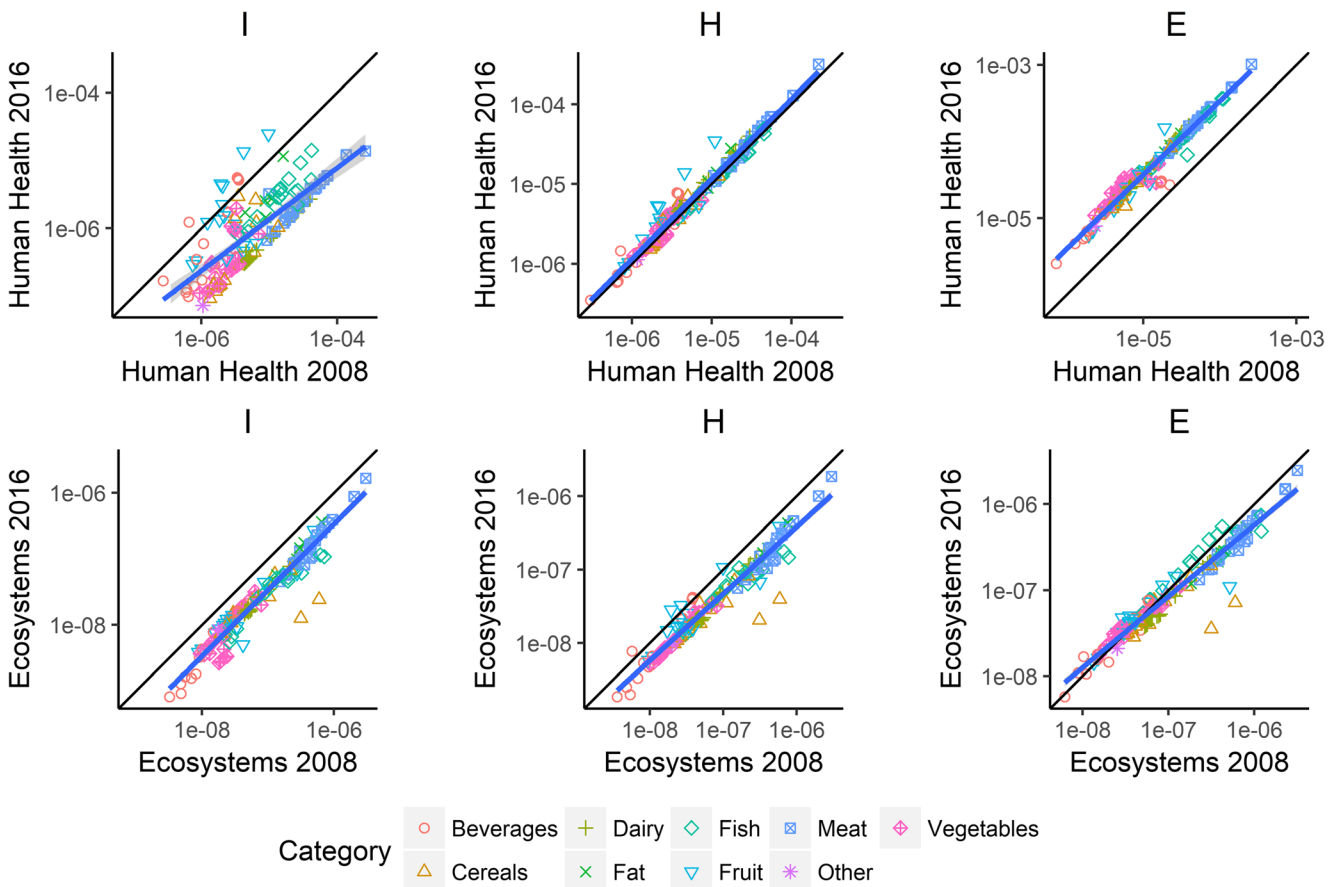 I
H
E
Human Health 2016
1e-04
1e-06
1e-06
1e-04
Human Health 2008
Human Health 2016
1e-04
1e-05
1e-06
1e-06
1e-05
1e-04
Human Health 2008
Human Health 2016
1e-03
1e-05
1e-05
1e-03
Human Health 2008
I
H
E
Ecosystems 2016
1e-06
1e-08
1e-08
1e-06
Ecosystems 2008
Ecosystems 2016
1e-06
1e-07
1e-08
1e-08
1e-07
1e-06
Ecosystems 2008
Ecosystems 2016
1e-06
1e-07
1e-08
1e-08
1e-07
1e-06
Ecosystems 2008
Category
Beverages
Dairy
Fish
Meat
Vegetables
Cereals
Fat
Fruit
Other